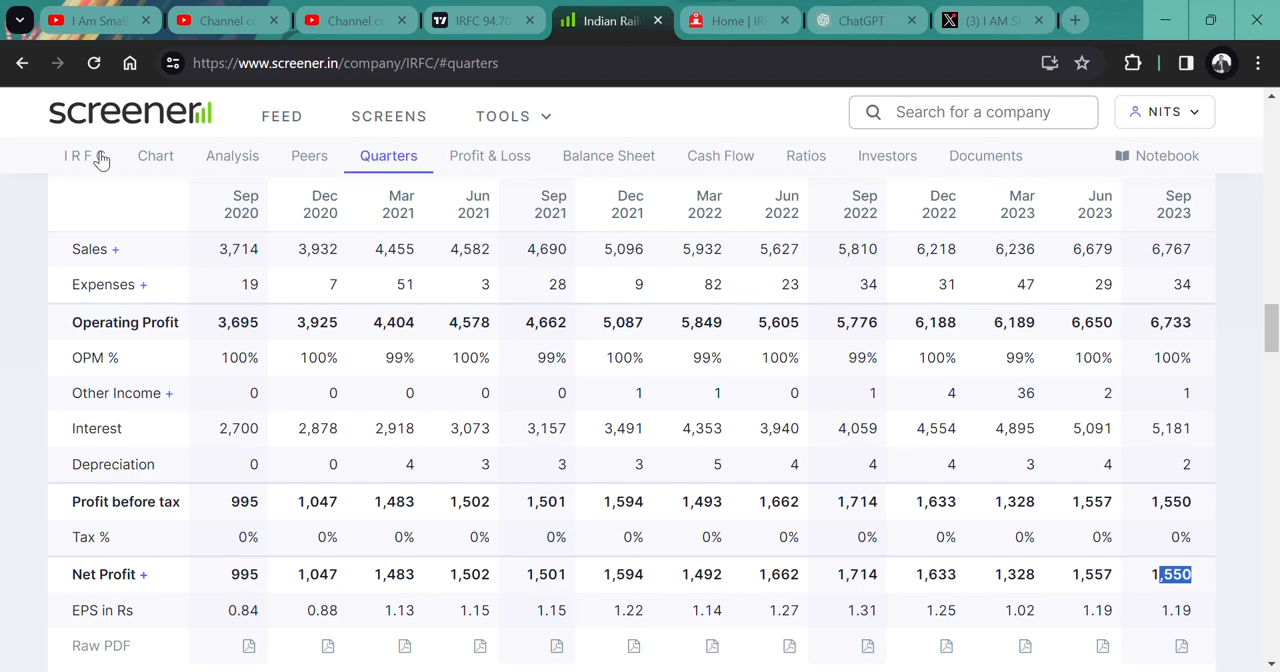 I Am Small
Channel c
Channel c
IRFC 94.70
Indian Rail
Home | IR
ChatGPT
(3) I AM S
https://www.screener.in/company/IRFC/#quarters
screener
FEED
SCREENS
TOOLS
Search for a company
NITS
I R F
Chart
Analysis
Peers
Quarters
Profit & Loss
Balance Sheet
Cash Flow
Ratios
Investors
Documents
Notebook
Sep Dec Mar Jun Sep Dec Mar Jun Sep Dec Mar Jun Sep
2020 2020 2021 2021 2021 2021 2022 2022 2022 2022 2023 2023 2023
Sales + 3,714 3,932 4,455 4,582 4,690 5,096 5,932 5,627 5,810 6,218 6,236 6,679 6,767
Expenses + 19 7 51 3 28 9 82 23 34 31 47 29 34
Operating Profit 3,695 3,925 4,404 4,578 4,662 5,087 5,849 5,605 5,776 6,188 6,189 6,650 6,733
OPM % 100% 100% 99% 100% 99% 100% 99% 100% 99% 100% 99% 100% 100%
Other Income + 0 0 0 0 0 1 1 0 1 4 36 2 1
Interest 2,700 2,878 2,918 3,073 3,157 3,491 4,353 3,940 4,059 4,554 4,895 5,091 5,181
Depreciation 0 0 4 3 3 3 5 4 4 4 3 4 2
Profit before tax 995 1,047 1,483 1,502 1,501 1,594 1,493 1,662 1,714 1,633 1,328 1,557 1,550
Tax % 0% 0% 0% 0% 0% 0% 0% 0% 0% 0% 0% 0% 0%
Net Profit + 995 1,047 1,483 1,502 1,501 1,594 1,492 1,662 1,714 1,633 1,328 1,557 1,550
EPS in Rs 0.84 0.88 1.13 1.15 1.15 1.22 1.14 1.27 1.31 1.25 1.02 1.19 1.19
Raw PDF